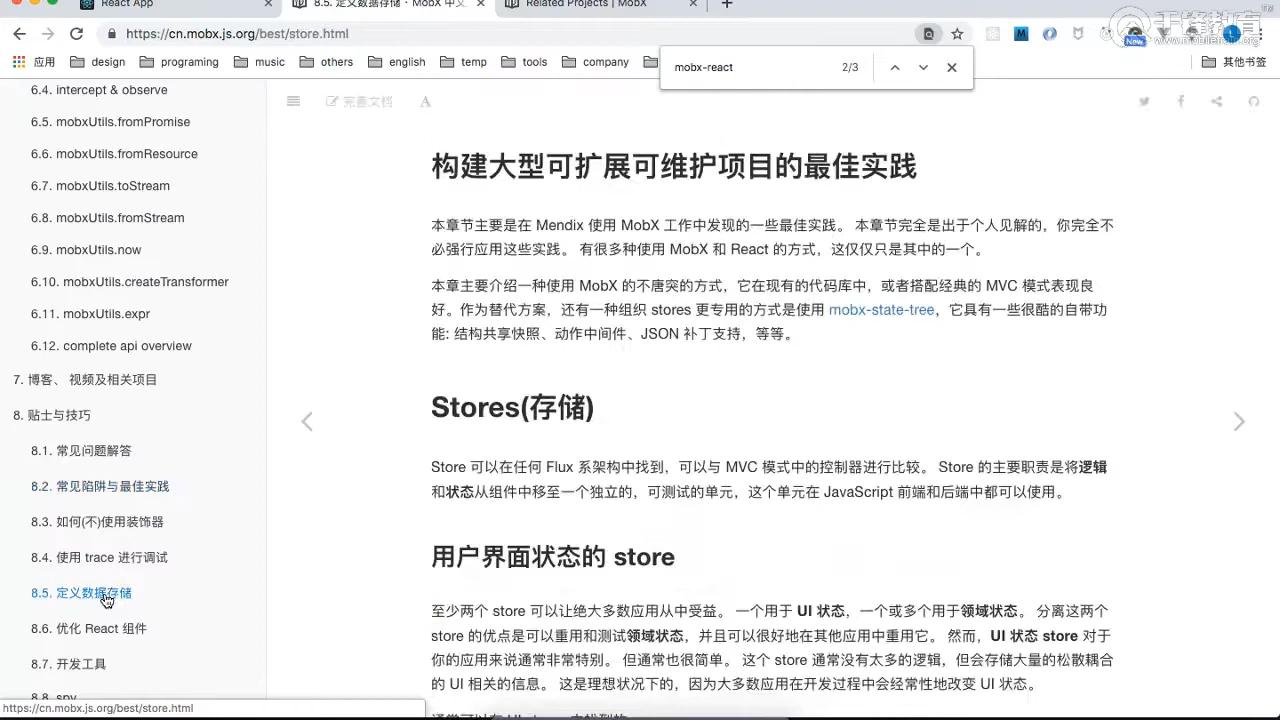 React App
8.5. 定义数据存储 · MobX 中文
Related Projects | MobX
https://cn.mobx.js.org/best/store.html
New
千锋教育
www.mobiletrain.org
应用 design programing music others english temp tools company 其他书签
mobx-react 2/3
6.4. intercept & observe
6.5. mobxUtils.fromPromise
6.6. mobxUtils.fromResource
6.7. mobxUtils.toStream
6.8. mobxUtils.fromStream
6.9. mobxUtils.now
6.10. mobxUtils.createTransformer
6.11. mobxUtils.expr
6.12. complete api overview
7. 博客、 视频及相关项目
8. 贴士与技巧
8.1. 常见问题解答
8.2. 常见陷阱与最佳实践
8.3. 如何(不)使用装饰器
8.4. 使用 trace 进行调试
8.5. 定义数据存储
8.6. 优化 React 组件
8.7. 开发工具
8.8. spy
https://cn.mobx.js.org/best/store.html
完善文档 A
构建大型可扩展可维护项目的最佳实践
本章节主要是在 Mendix 使用 MobX 工作中发现的一些最佳实践。 本章节完全是出于个人见解的，你完全不
必强行应用这些实践。 有很多种使用 MobX 和 React 的方式，这仅仅只是其中的一个。
本章主要介绍一种使用 MobX 的不唐突的方式，它在现有的代码库中，或者搭配经典的 MVC 模式表现良
好。作为替代方案，还有一种组织 stores 更专用的方式是使用 mobx-state-tree，它具有一些很酷的自带功
能: 结构共享快照、动作中间件、JSON 补丁支持，等等。
Stores(存储)
Store 可以在任何 Flux 系架构中找到，可以与 MVC 模式中的控制器进行比较。 Store 的主要职责是将逻辑
和状态从组件中移至一个独立的，可测试的单元，这个单元在 JavaScript 前端和后端中都可以使用。
用户界面状态的 store
至少两个 store 可以让绝大多数应用从中受益。 一个用于 UI 状态，一个或多个用于领域状态。 分离这两个
store 的优点是可以重用和测试领域状态，并且可以很好地在其他应用中重用它。 然而，UI 状态 store 对于
你的应用来说通常非常特别。 但通常也很简单。 这个 store 通常没有太多的逻辑，但会存储大量的松散耦合
的 UI 相关的信息。 这是理想状况下的，因为大多数应用在开发过程中会经常性地改变 UI 状态。